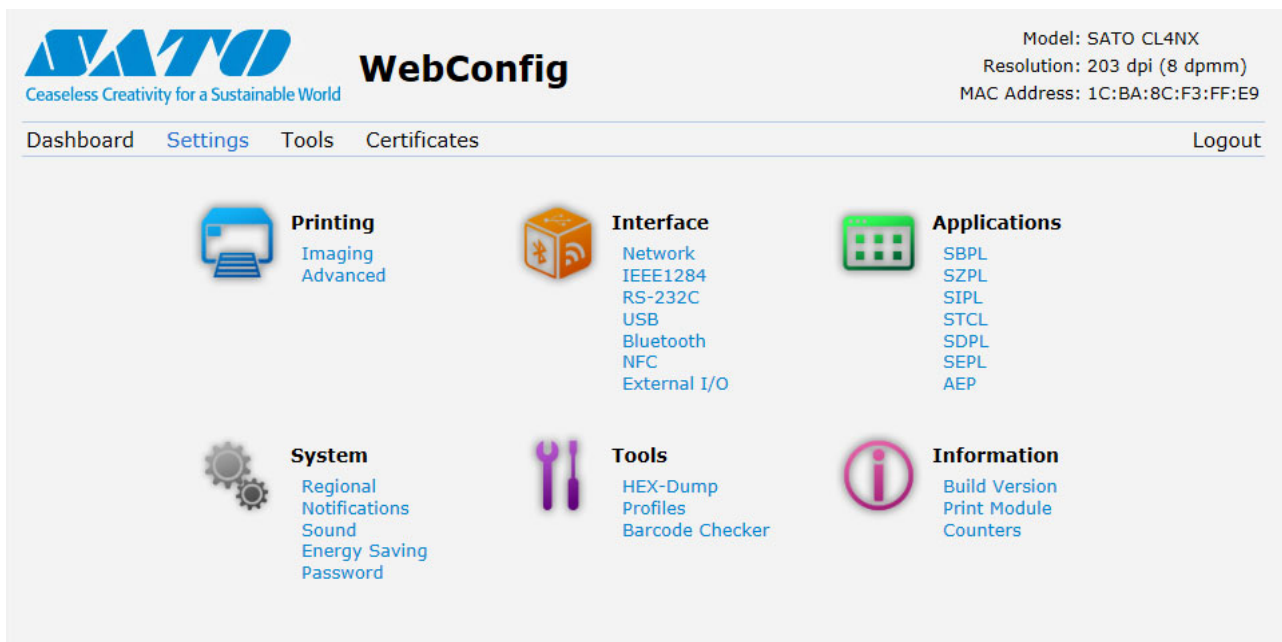 SATO
Ceaseless Creativity for a Sustainable World
WebConfig
Model: SATO CL4NX
Resolution: 203 dpi (8 dpmm)
MAC Address: 1C:BA:8C:F3:FF:E9
Dashboard Settings Tools Certificates Logout
Printing
Imaging
Advanced
Interface
Network
IEEE1284
RS-232C
USB
Bluetooth
NFC
External I/O
Applications
SBPL
SZPL
SIPL
STCL
SDPL
SEPL
AEP
System
Regional
Notifications
Sound
Energy Saving
Password
Tools
HEX-Dump
Profiles
Barcode Checker
Information
Build Version
Print Module
Counters